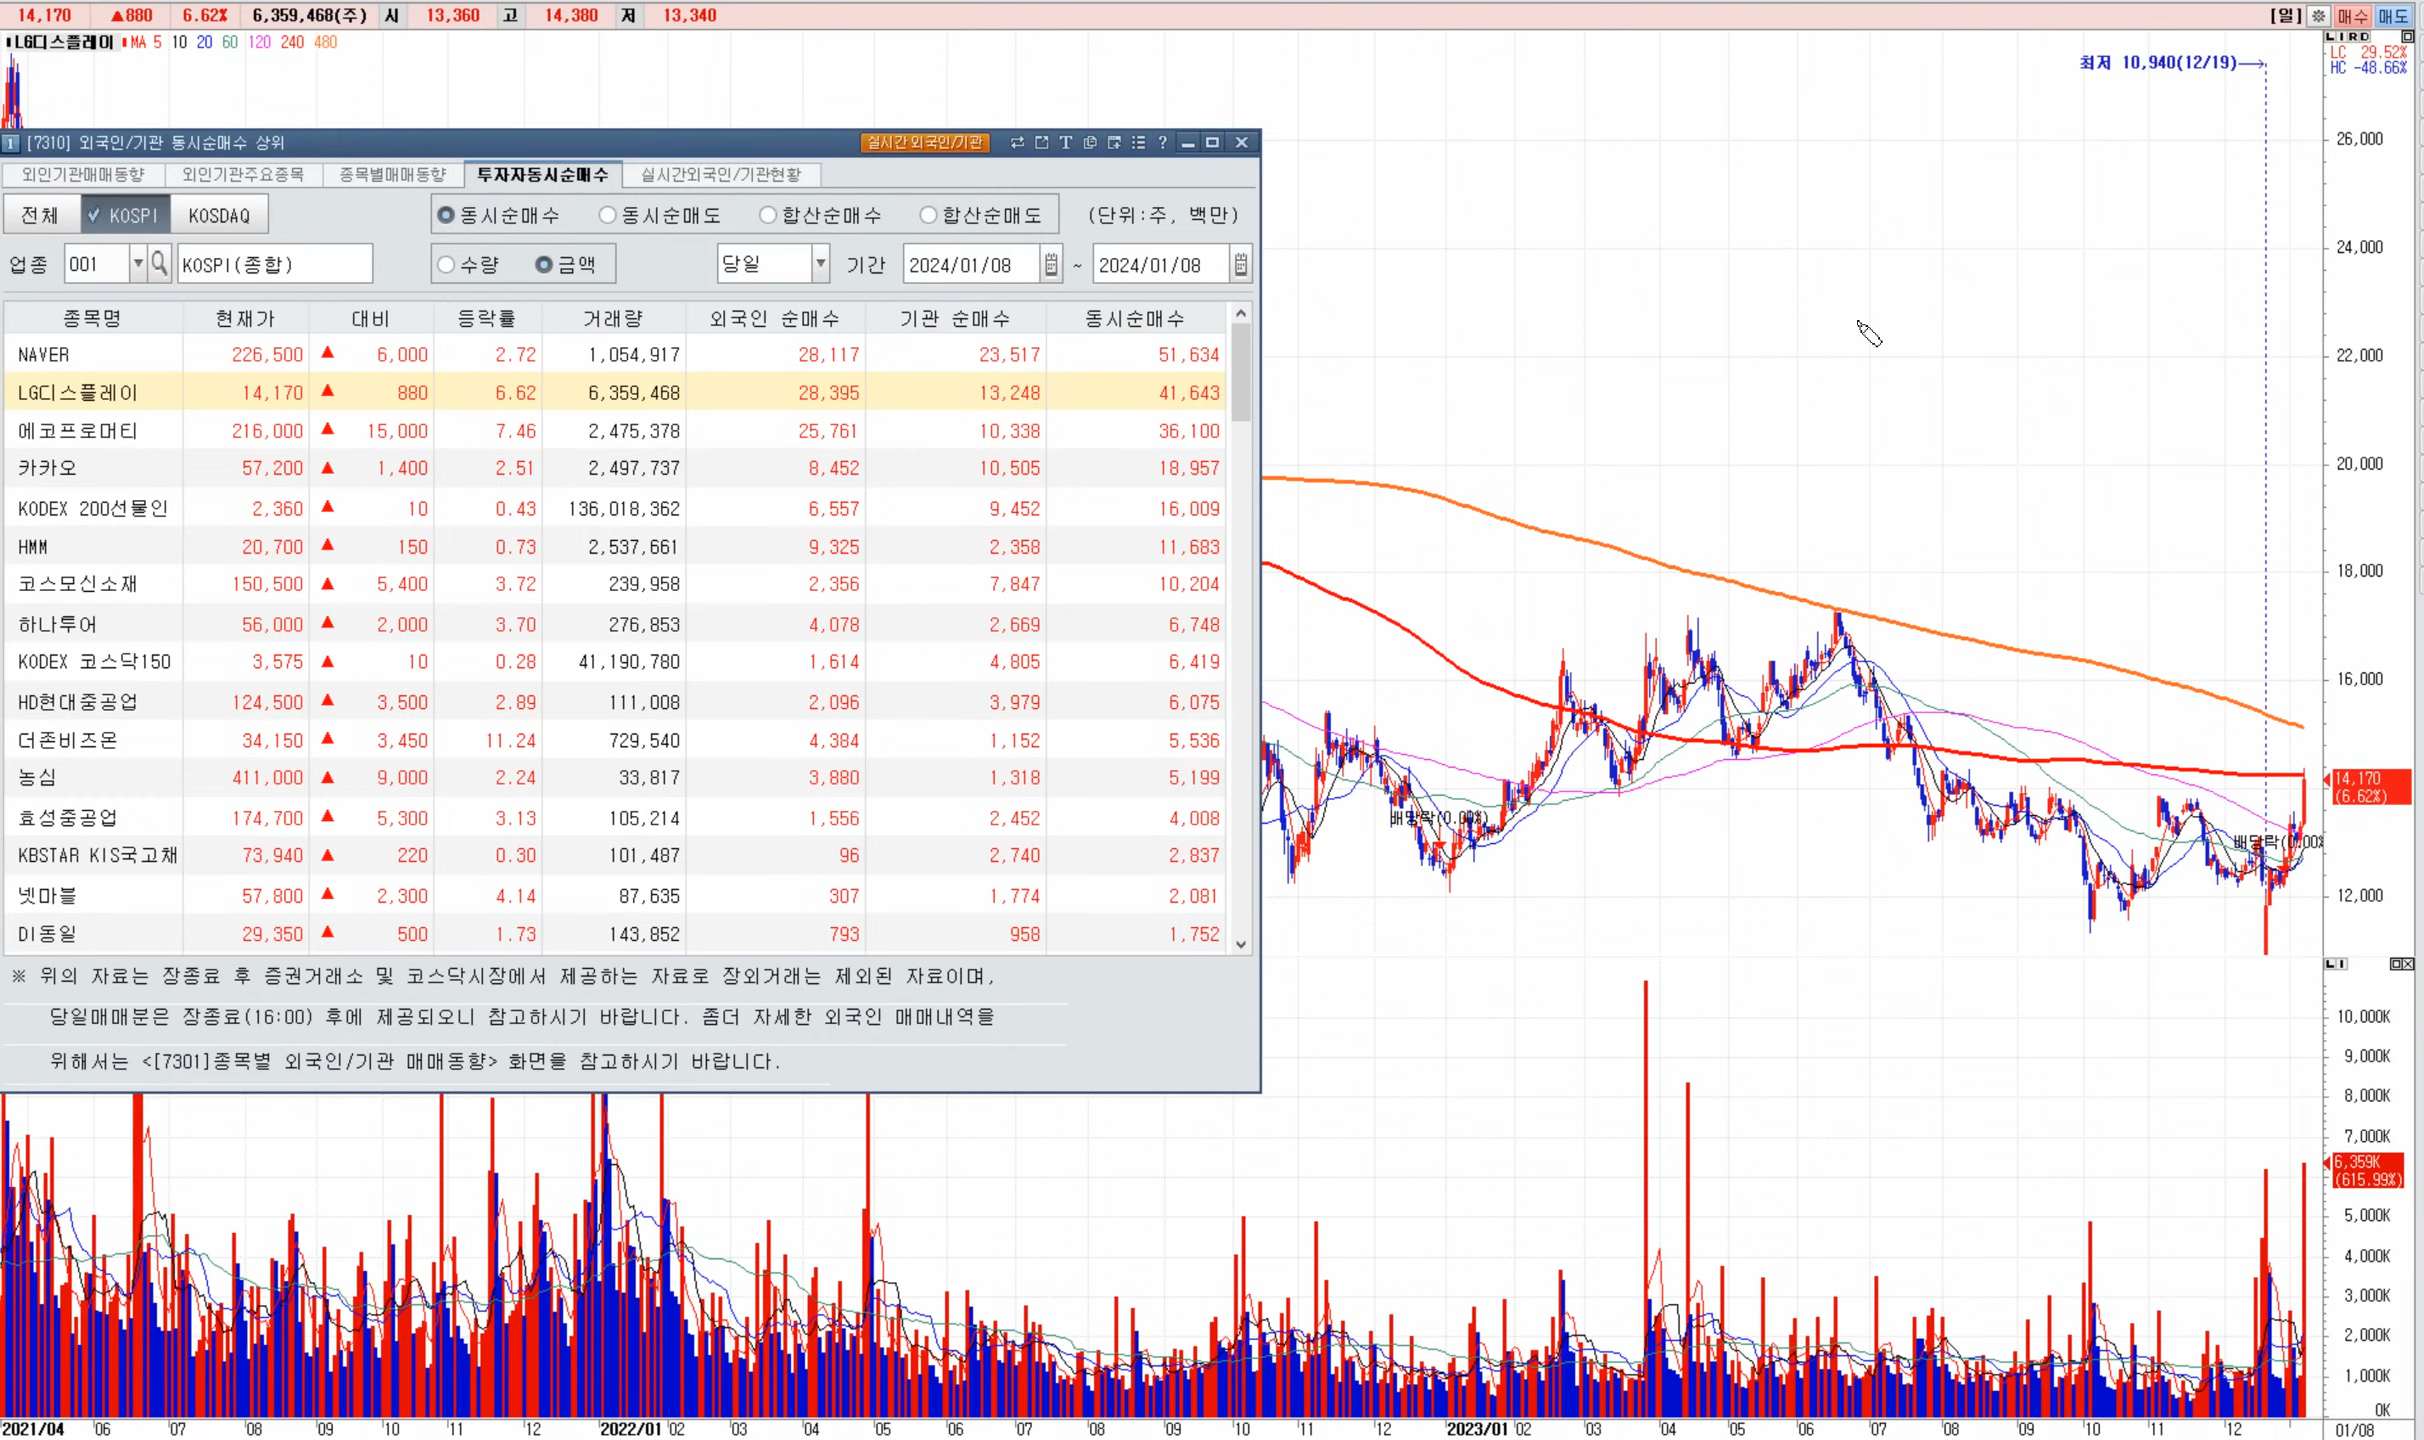 14,170 ▲880 6.62% 6,359,468(주) 시 13,360 고 14,380 저 13,340 [일] 매수 매도
LG디스플레이 MA 5 10 20 60 120 240 480
최저 10,940(12/19)
LC 29.52%
HC -48.66%
[7310] 외국인/기관 동시순매수 상위 실시간 외국인/기관
외인기관매매동향 외인기관주요종목 종목별매매동향 투자자동시순매수 실시간외국인/기관현황
전체 KOSPI KOSDAQ 동시순매수 동시순매도 합산순매수 합산순매도 (단위:주, 백만)
업종 001 KOSPI(종합) 수량 금액 당일 기간 2024/01/08 ~ 2024/01/08
종목명 현재가 대비 등락률 거래량 외국인 순매수 기관 순매수 동시순매수
NAVER 226,500 ▲ 6,000 2.72 1,054,917 28,117 23,517 51,634
LG디스플레이 14,170 ▲ 880 6.62 6,359,468 28,395 13,248 41,643
에코프로머티 216,000 ▲ 15,000 7.46 2,475,378 25,761 10,338 36,100
카카오 57,200 ▲ 1,400 2.51 2,497,737 8,452 10,505 18,957
KODEX 200선물인 2,360 ▲ 10 0.43 136,018,362 6,557 9,452 16,009
HMM 20,700 ▲ 150 0.73 2,537,661 9,325 2,358 11,683
코스모신소재 150,500 ▲ 5,400 3.72 239,958 2,356 7,847 10,204
하나투어 56,000 ▲ 2,000 3.70 276,853 4,078 2,669 6,748
KODEX 코스닥150 3,575 ▲ 10 0.28 41,190,780 1,614 4,805 6,419
HD현대중공업 124,500 ▲ 3,500 2.89 111,008 2,096 3,979 6,075
더존비즈온 34,150 ▲ 3,450 11.24 729,540 4,384 1,152 5,536
농심 411,000 ▲ 9,000 2.24 33,817 3,880 1,318 5,199
효성중공업 174,700 ▲ 5,300 3.13 105,214 1,556 2,452 4,008
KBSTAR KIS국고채 73,940 ▲ 220 0.30 101,487 96 2,740 2,837
넷마블 57,800 ▲ 2,300 4.14 87,635 307 1,774 2,081
DI동일 29,350 ▲ 500 1.73 143,852 793 958 1,752
※ 위의 자료는 장종료 후 증권거래소 및 코스닥시장에서 제공하는 자료로 장외거래는 제외된 자료이며,
당일매매분은 장종료(16:00) 후에 제공되오니 참고하시기 바랍니다. 좀더 자세한 외국인 매매내역을
위해서는 <[7301]종목별 외국인/기관 매매동향> 화면을 참고하시기 바랍니다.
26,000
24,000
22,000
20,000
18,000
16,000
14,170
(6.62%)
배당락(0.00%)
배당락(0.00%
12,000
10,000K
9,000K
8,000K
7,000K
6,359K
(615.99%)
5,000K
4,000K
3,000K
2,000K
1,000K
0K
2021/04 06 07 08 09 10 11 12 2022/01 02 03 04 05 06 07 08 09 10 11 12 2023/01 02 03 04 05 06 07 08 09 10 11 12 01/08